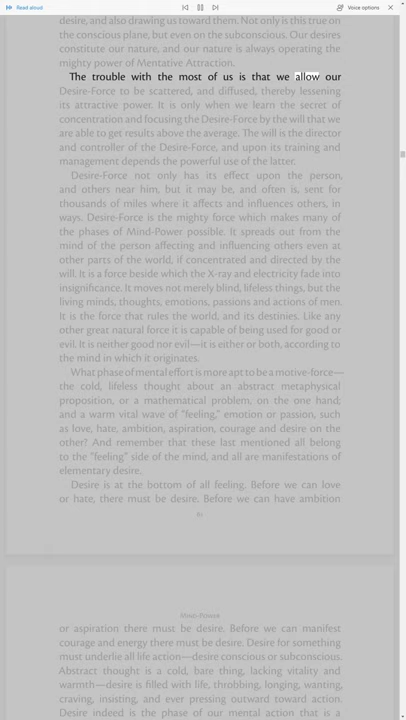 Read aloud
Voice options
desire, and also drawing us toward them. Not only is this true on
the conscious plane, but even on the subconscious. Our desires
constitute our nature, and our nature is always operating the
mighty power of Mentative Attraction.
The trouble with the most of us is that we allow our
Desire-Force to be scattered, and diffused, thereby lessening
its attractive power. It is only when we learn the secret of
concentration and focusing the Desire-Force by the will that we
are able to get results above the average. The will is the director
and controller of the Desire-Force, and upon its training and
management depends the powerful use of the latter.
Desire-Force not only has its effect upon the person,
and others near him, but it may be, and often is, sent for
thousands of miles where it affects and influences others, in
ways. Desire-Force is the mighty force which makes many of
the phases of Mind-Power possible. It spreads out from the
mind of the person affecting and influencing others even at
other parts of the world, if concentrated and directed by the
will. It is a force beside which the X-ray and electricity fade into
insignificance. It moves not merely blind, lifeless things, but the
living minds, thoughts, emotions, passions and actions of men.
It is the force that rules the world, and its destinies. Like any
other great natural force it is capable of being used for good or
evil. It is neither good nor evil—it is either or both, according to
the mind in which it originates.
What phase of mental effort is more apt to be a motive-force—
the cold, lifeless thought about an abstract metaphysical
proposition, or a mathematical problem, on the one hand;
and a warm vital wave of "feeling," emotion or passion, such
as love, hate, ambition, aspiration, courage and desire on the
other? And remember that these last mentioned all belong
to the "feeling" side of the mind, and all are manifestations of
elementary desire.
Desire is at the bottom of all feeling. Before we can love
or hate, there must be desire. Before we can have ambition
Mind-Power
or aspiration there must be desire. Before we can manifest
courage and energy there must be desire. Desire for something
must underlie all life action—desire conscious or subconscious.
Abstract thought is a cold, bare thing, lacking vitality and
warmth—desire is filled with life, throbbing, longing, wanting,
craving, insisting, and ever pressing outward toward action.
Desire indeed is the phase of our mental action that is a